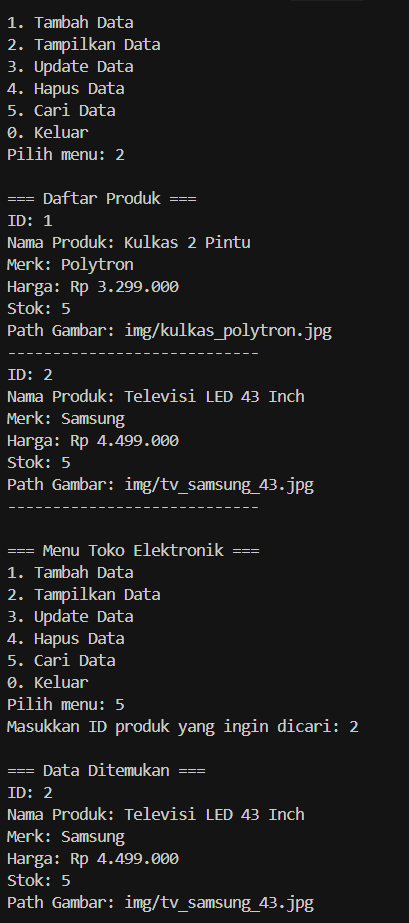 1. Tambah Data
2. Tampilkan Data
3. Update Data
4. Hapus Data
5. Cari Data
0. Keluar
Pilih menu: 2

=== Daftar Produk ===
ID: 1
Nama Produk: Kulkas 2 Pintu
Merk: Polytron
Harga: Rp 3.299.000
Stok: 5
Path Gambar: img/kulkas_polytron.jpg
----------------------------
ID: 2
Nama Produk: Televisi LED 43 Inch
Merk: Samsung
Harga: Rp 4.499.000
Stok: 5
Path Gambar: img/tv_samsung_43.jpg
----------------------------

=== Menu Toko Elektronik ===
1. Tambah Data
2. Tampilkan Data
3. Update Data
4. Hapus Data
5. Cari Data
0. Keluar
Pilih menu: 5
Masukkan ID produk yang ingin dicari: 2

=== Data Ditemukan ===
ID: 2
Nama Produk: Televisi LED 43 Inch
Merk: Samsung
Harga: Rp 4.499.000
Stok: 5
Path Gambar: img/tv_samsung_43.jpg